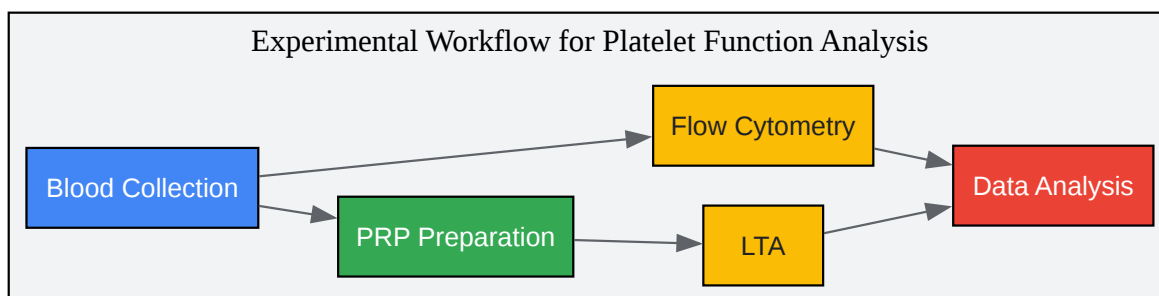 Experimental Workflow for Platelet Function Analysis
Flow Cytometry
Blood Collection
Data Analysis
PRP Preparation
LTA